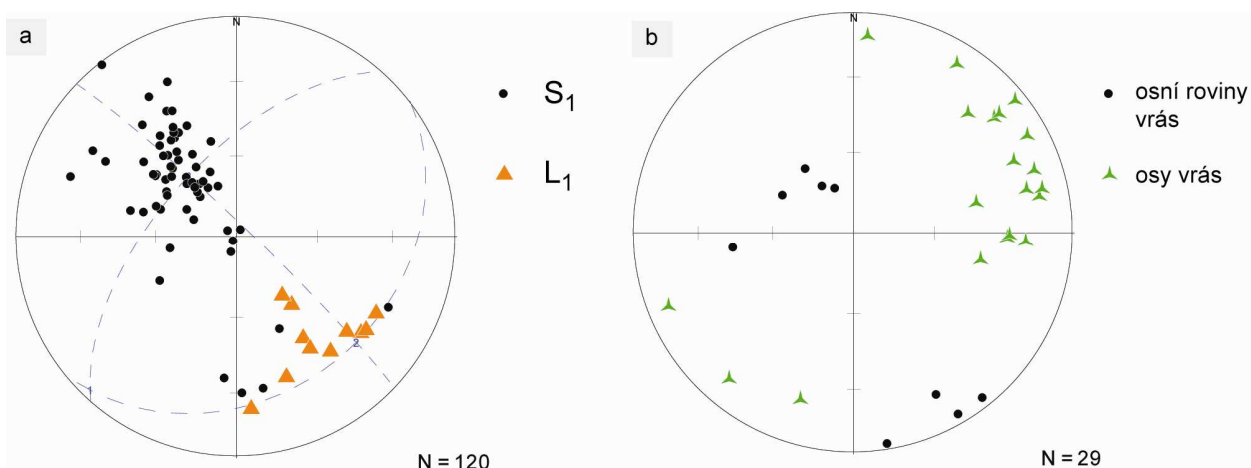 a
N
S1
L1
1
2
N = 120
b
N
osní roviny
vrás
osy vrás
N = 29